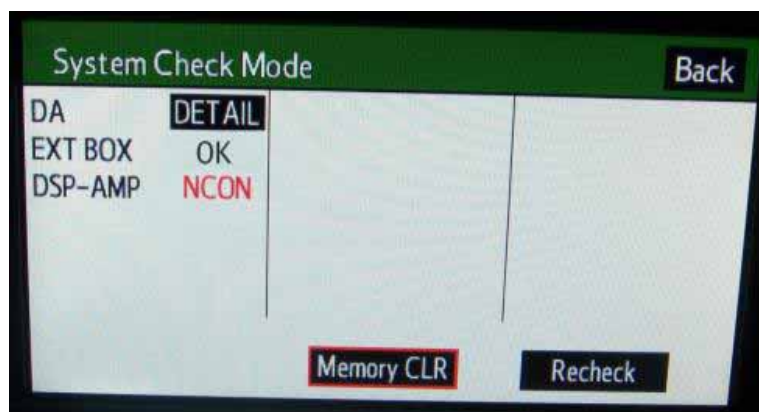 System Check Mode
Back
DA DETAIL
EXT BOX OK
DSP-AMP NCON
Memory CLR
Recheck